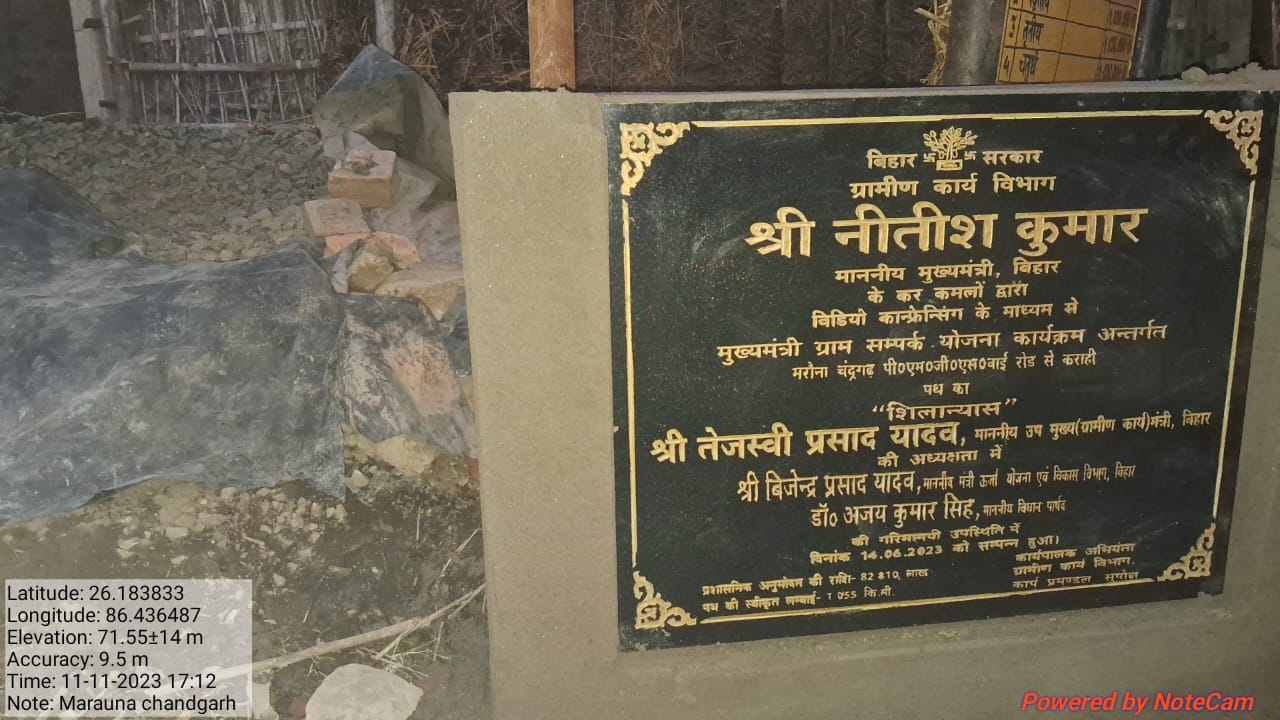 3 तृतीय
4 चतुर्थ
बिहार सरकार
ग्रामीण कार्य विभाग
श्री नीतीश कुमार
माननीय मुख्यमंत्री, बिहार
के कर कमलों द्वारा
विडियो कान्फ्रेन्सिंग के माध्यम से
मुख्यमंत्री ग्राम सम्पर्क योजना कार्यक्रम अन्तर्गत
मरौना चंद्रगढ़ पी०एम०जी०एस०वाई रोड से कराही
पथ का
"शिलान्यास"
श्री तेजस्वी प्रसाद यादव, माननीय उप मुख्य(ग्रामीण कार्य)मंत्री, बिहार
की अध्यक्षता में
श्री बिजेन्द्र प्रसाद यादव, माननीय मंत्री ऊर्जा योजना एवं विकास विभाग, बिहार
डॉ० अजय कुमार सिंह, माननीय विधान पार्षद
की गरिमामयी उपस्थिति में
दिनांक 14.06.2023 को सम्पन्न हुआ।
प्रशासनिक अनुमोदन की राशि- 82.810 लाख
पथ की स्वीकृत लम्बाई- 1.055 कि.मी.
कार्यपालक अभियंता
ग्रामीण कार्य विभाग,
कार्य प्रमण्डल, सुपौल
Latitude: 26.183833
Longitude: 86.436487
Elevation: 71.55±14 m
Accuracy: 9.5 m
Time: 11-11-2023 17:12
Note: Marauna chandgarh
Powered by NoteCam